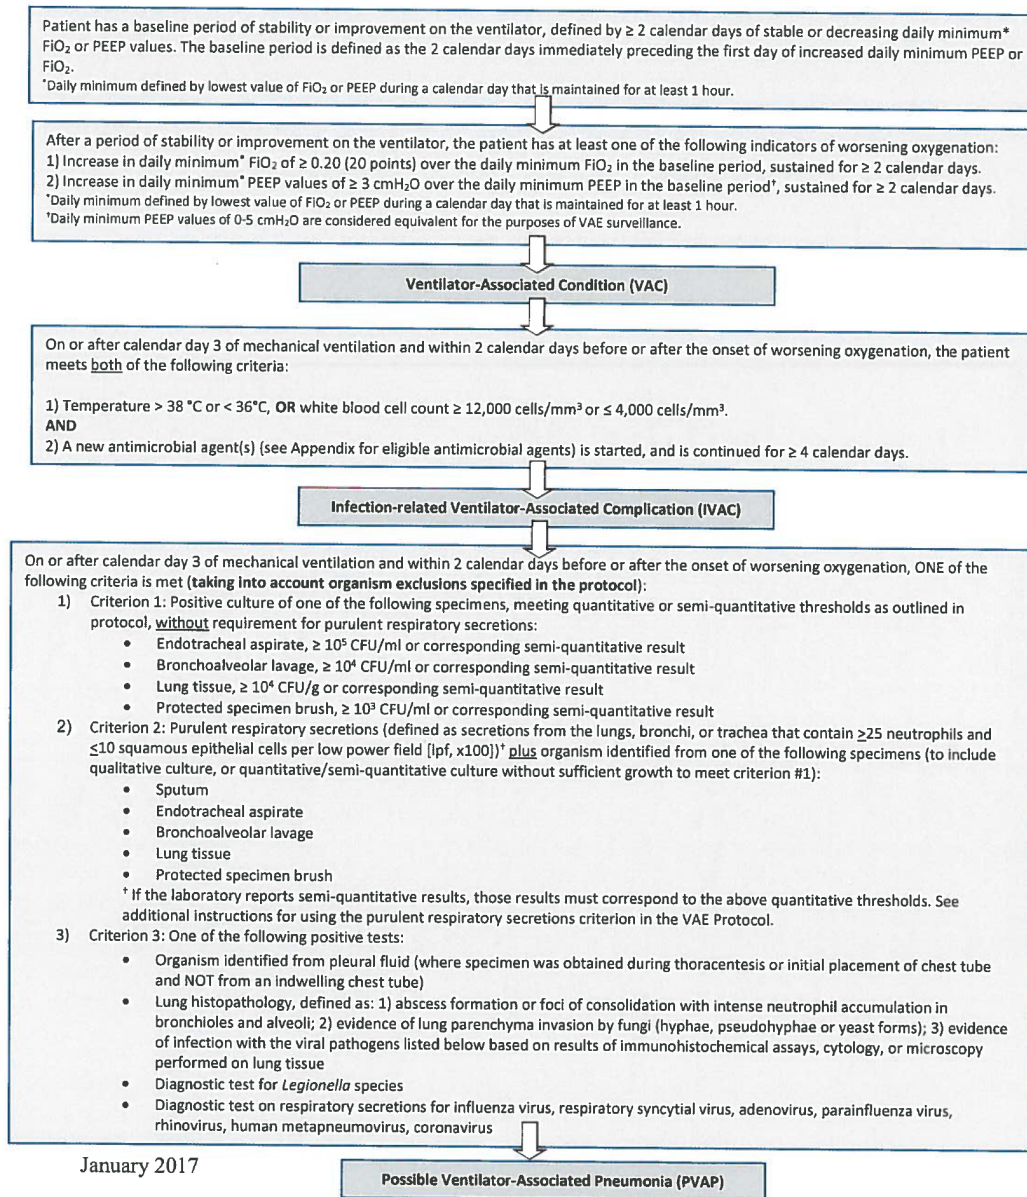 Patient has a baseline period of stability or improvement on the ventilator, defined by ≥ 2 calendar days of stable or decreasing daily minimum*
FiO₂ or PEEP values. The baseline period is defined as the 2 calendar days immediately preceding the first day of increased daily minimum PEEP or
FiO₂.
*Daily minimum defined by lowest value of FiO₂ or PEEP during a calendar day that is maintained for at least 1 hour.
After a period of stability or improvement on the ventilator, the patient has at least one of the following indicators of worsening oxygenation:
1) Increase in daily minimum* FiO₂ of ≥ 0.20 (20 points) over the daily minimum FiO₂ in the baseline period, sustained for ≥ 2 calendar days.
2) Increase in daily minimum* PEEP values of ≥ 3 cmH₂O over the daily minimum PEEP in the baseline period†, sustained for ≥ 2 calendar days.
*Daily minimum defined by lowest value of FiO₂ or PEEP during a calendar day that is maintained for at least 1 hour.
†Daily minimum PEEP values of 0-5 cmH₂O are considered equivalent for the purposes of VAE surveillance.
Ventilator-Associated Condition (VAC)
On or after calendar day 3 of mechanical ventilation and within 2 calendar days before or after the onset of worsening oxygenation, the patient
meets both of the following criteria:
1) Temperature > 38 °C or < 36°C, OR white blood cell count ≥ 12,000 cells/mm³ or ≤ 4,000 cells/mm³.
AND
2) A new antimicrobial agent(s) (see Appendix for eligible antimicrobial agents) is started, and is continued for ≥ 4 calendar days.
Infection-related Ventilator-Associated Complication (IVAC)
On or after calendar day 3 of mechanical ventilation and within 2 calendar days before or after the onset of worsening oxygenation, ONE of the
following criteria is met (taking into account organism exclusions specified in the protocol):
1) Criterion 1: Positive culture of one of the following specimens, meeting quantitative or semi-quantitative thresholds as outlined in
protocol, without requirement for purulent respiratory secretions:
• Endotracheal aspirate, ≥ 10⁵ CFU/ml or corresponding semi-quantitative result
• Bronchoalveolar lavage, ≥ 10⁴ CFU/ml or corresponding semi-quantitative result
• Lung tissue, ≥ 10⁴ CFU/g or corresponding semi-quantitative result
• Protected specimen brush, ≥ 10³ CFU/ml or corresponding semi-quantitative result
2) Criterion 2: Purulent respiratory secretions (defined as secretions from the lungs, bronchi, or trachea that contain ≥25 neutrophils and
≤10 squamous epithelial cells per low power field [lpf, x100])† plus organism identified from one of the following specimens (to include
qualitative culture, or quantitative/semi-quantitative culture without sufficient growth to meet criterion #1):
• Sputum
• Endotracheal aspirate
• Bronchoalveolar lavage
• Lung tissue
• Protected specimen brush
† If the laboratory reports semi-quantitative results, those results must correspond to the above quantitative thresholds. See
additional instructions for using the purulent respiratory secretions criterion in the VAE Protocol.
3) Criterion 3: One of the following positive tests:
• Organism identified from pleural fluid (where specimen was obtained during thoracentesis or initial placement of chest tube
and NOT from an indwelling chest tube)
• Lung histopathology, defined as: 1) abscess formation or foci of consolidation with intense neutrophil accumulation in
bronchioles and alveoli; 2) evidence of lung parenchyma invasion by fungi (hyphae, pseudohyphae or yeast forms); 3) evidence
of infection with the viral pathogens listed below based on results of immunohistochemical assays, cytology, or microscopy
performed on lung tissue
• Diagnostic test for Legionella species
• Diagnostic test on respiratory secretions for influenza virus, respiratory syncytial virus, adenovirus, parainfluenza virus,
rhinovirus, human metapneumovirus, coronavirus
January 2017
Possible Ventilator-Associated Pneumonia (PVAP)